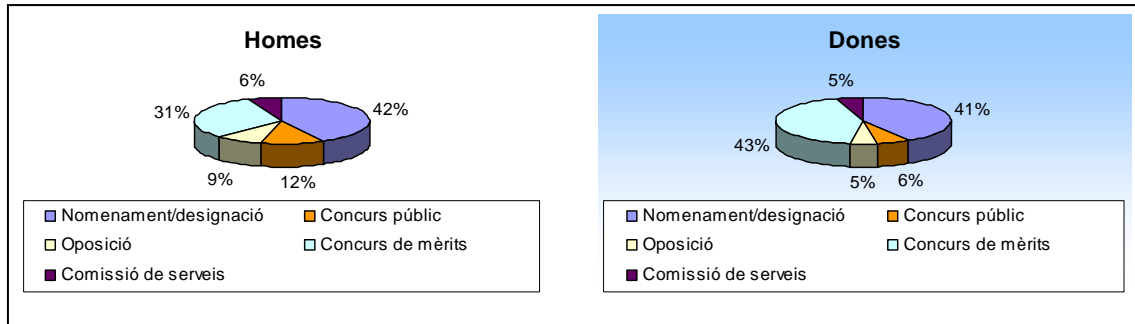 Homes
6%
31%
42%
9%
12%
Nomenament/designació
Concurs públic
Oposició
Concurs de mèrits
Comissió de serveis
Dones
5%
41%
43%
5%
6%
Nomenament/designació
Concurs públic
Oposició
Concurs de mèrits
Comissió de serveis